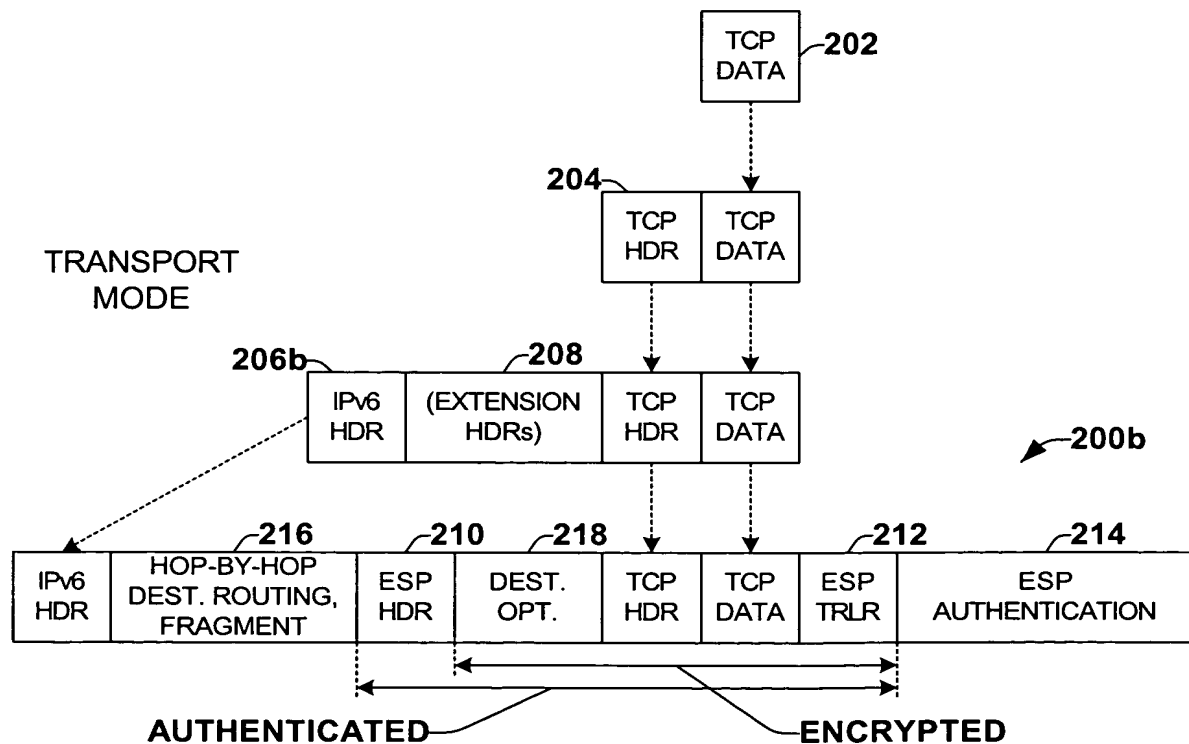 TCP
DATA
202
204
TCP
HDR
TCP
DATA
TRANSPORT
MODE
206b
208
IPv6
HDR
(EXTENSION
HDRs)
TCP
HDR
TCP
DATA
200b
216
210
218
212
214
IPv6
HDR
HOP-BY-HOP
DEST. ROUTING,
FRAGMENT
ESP
HDR
DEST.
OPT.
TCP
HDR
TCP
DATA
ESP
TRLR
ESP
AUTHENTICATION
AUTHENTICATED
ENCRYPTED